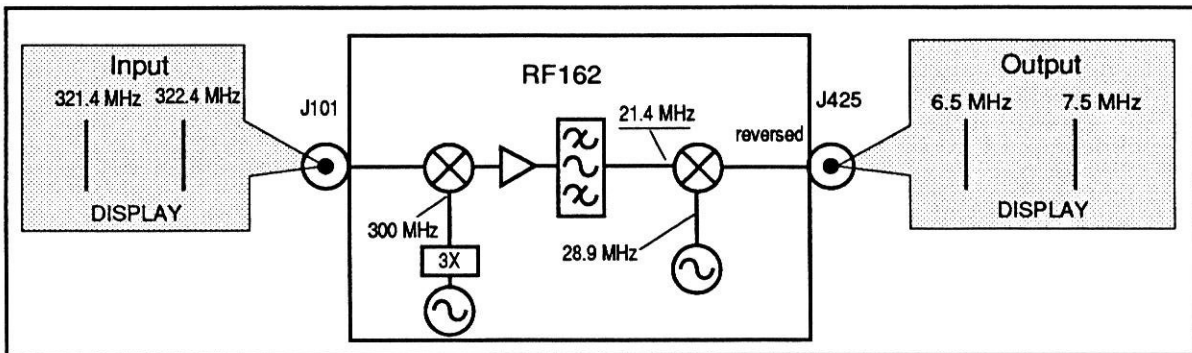 Input
321.4 MHz 322.4 MHz
DISPLAY
J101
RF162
300 MHz
3X
21.4 MHz
28.9 MHz
reversed
J425
Output
6.5 MHz 7.5 MHz
DISPLAY